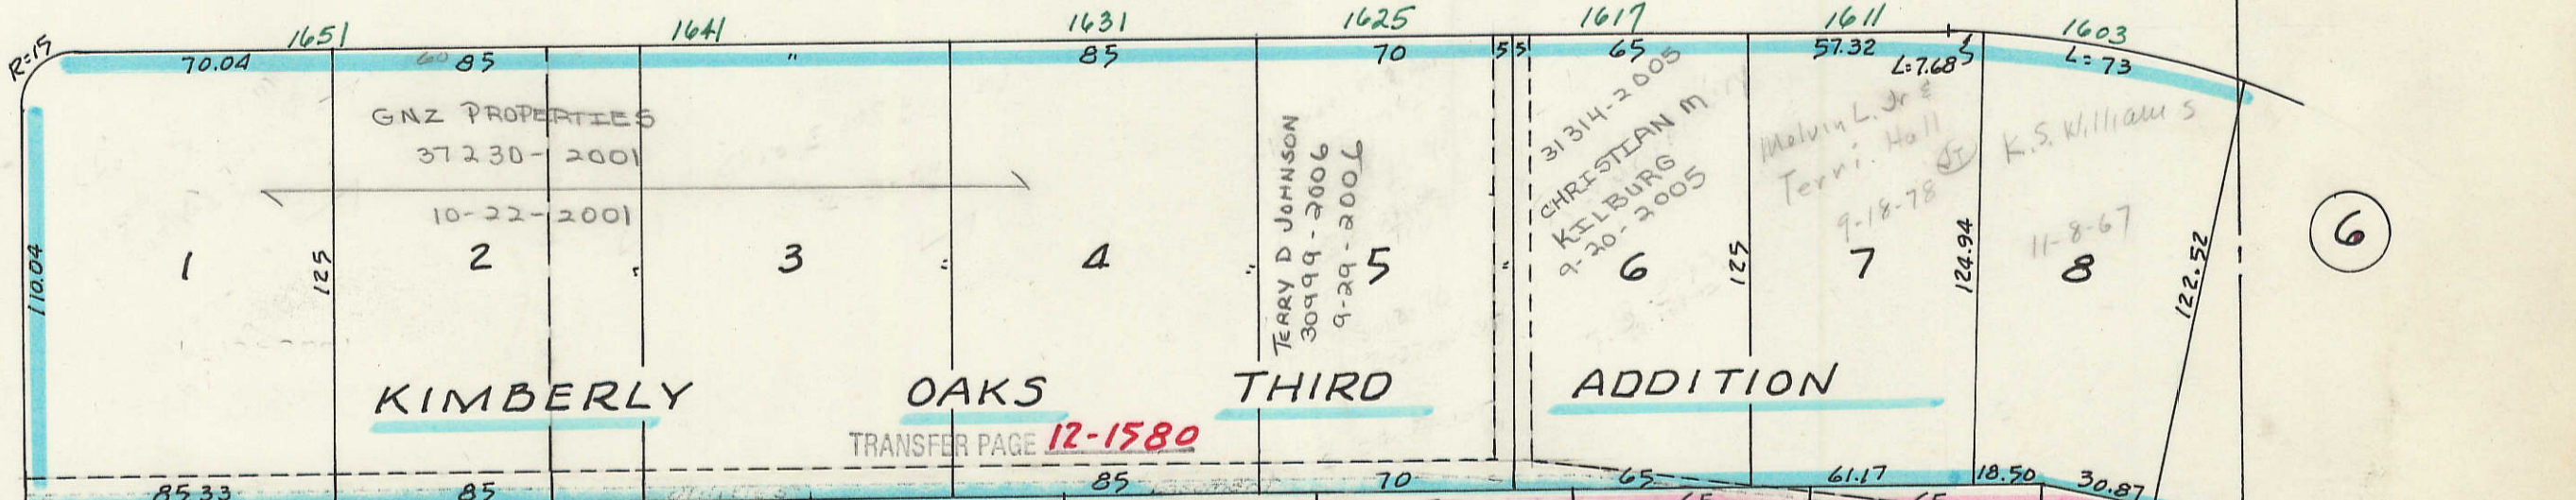 1651 1641 1631 1625 1617 1611 1603
R=15 70.04 60 85 " 85 70 5 5 65 57.32 L=7.68 L=73
GNZ PROPERTIES
37230-2001
10-22-2001
TERRY D JOHNSON
30999-2006
9-29-2006
31314-2005
CHRISTIAN M
KILBURG
9-20-2005
Melvin L. Jr &
Terri. Hall
JT
9-18-78
K.S. Williams
11-8-67
110.04 1 125 2 " 3 " 4 " 5 " 6 125 7 124.94 8 122.52 6
KIMBERLY OAKS THIRD ADDITION
TRANSFER PAGE 12-1580
85.33 85 85 70 65 61.17 18.50 30.87
65 65